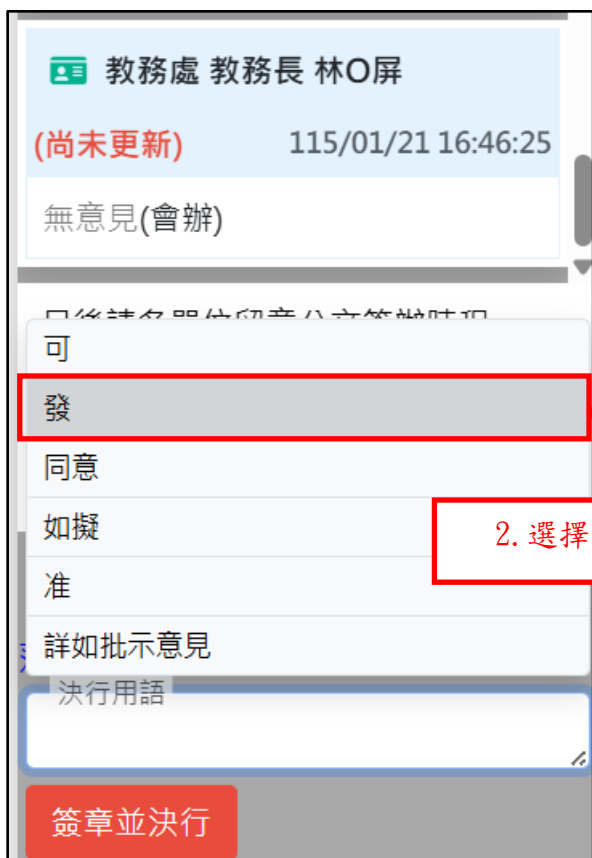 教務處 教務長 林O屏
(尚未更新) 115/01/21 16:46:25
無意見(會辦)
可
發
同意
如擬
2.選擇
准
詳如批示意見
決行用語
簽章並決行